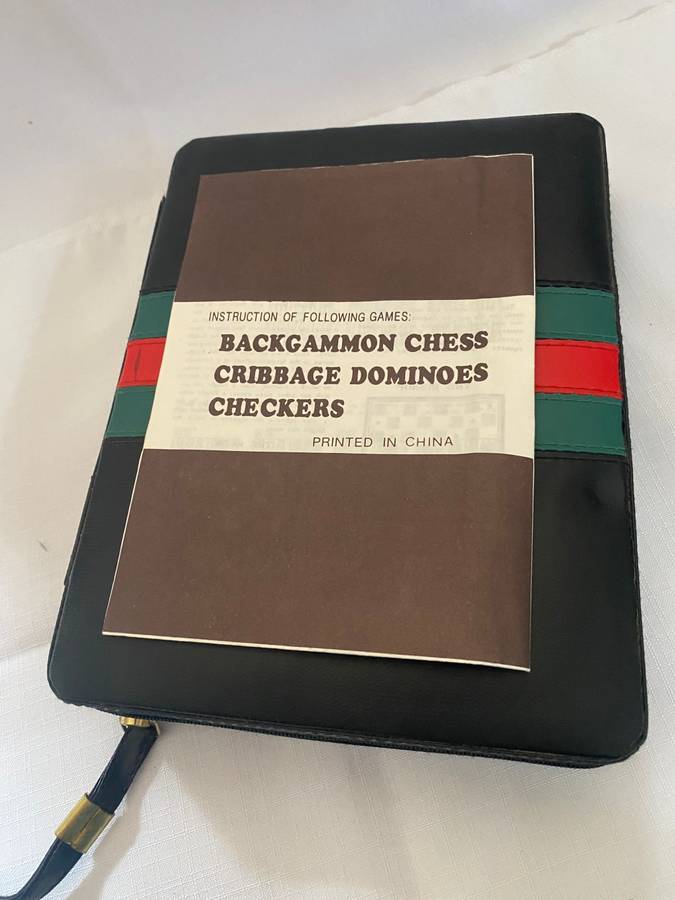 INSTRUCTION OF FOLLOWING GAMES:
BACKGAMMON CHESS
CRIBBAGE DOMINOES
CHECKERS
PRINTED IN CHINA